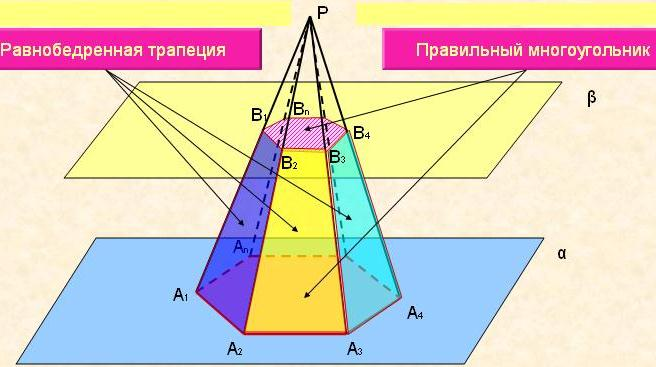 P
Равнобедренная трапеция
Правильный многоугольник
β
B1
Bn
B4
B2
B3
An
α
A1
A4
A2
A3